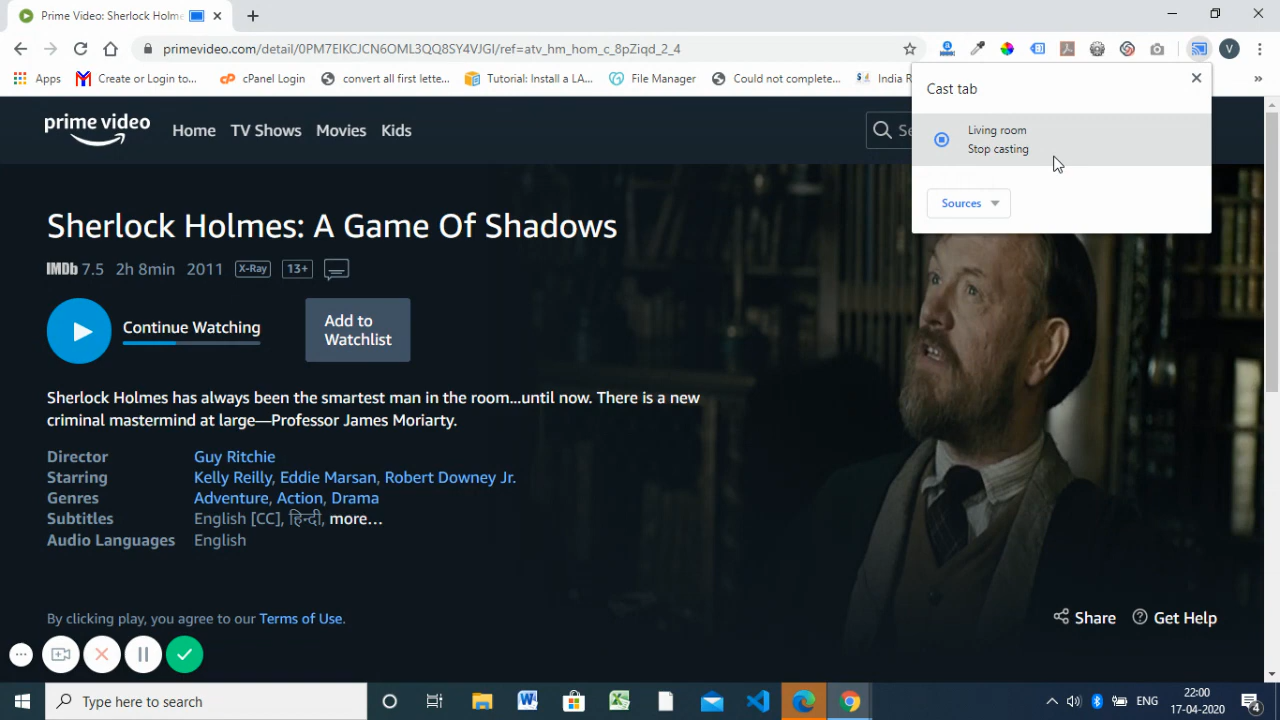 Prime Video: Sherlock Holme
primevideo.com/detail/0PM7EIKCJCN6OML3QQ8SY4VJGI/ref=atv_hm_hom_c_8pZiqd_2_4
V
Apps Create or Login to... cPanel Login convert all first lette... Tutorial: Install a LA... File Manager Could not complete... India R »
Cast tab
Living room
Stop casting
Sources
prime video Home TV Shows Movies Kids Se
Sherlock Holmes: A Game Of Shadows
IMDb 7.5 2h 8min 2011 X-Ray 13+
Continue Watching
Add to
Watchlist
Sherlock Holmes has always been the smartest man in the room...until now. There is a new
criminal mastermind at large—Professor James Moriarty.
Director Guy Ritchie
Starring Kelly Reilly, Eddie Marsan, Robert Downey Jr.
Genres Adventure, Action, Drama
Subtitles English [CC], हिन्दी, more...
Audio Languages English
By clicking play, you agree to our Terms of Use.
Share Get Help
Type here to search
ENG
22:00
17-04-2020
4